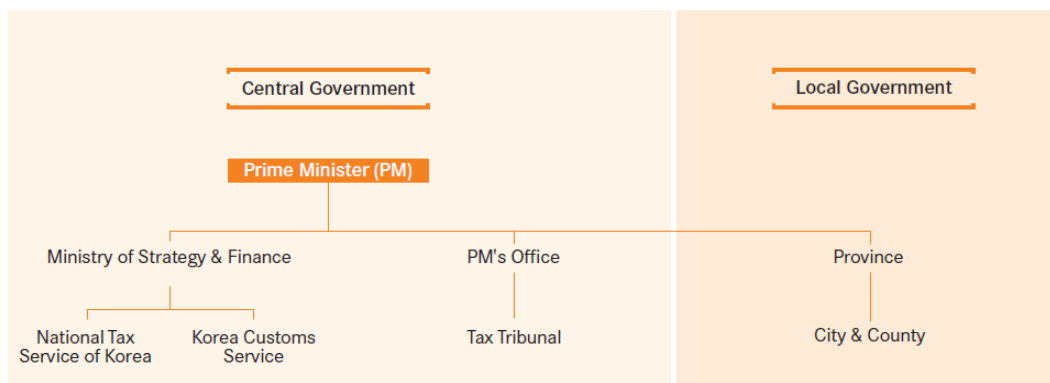 Central Government
Local Government
Prime Minister (PM)
Ministry of Strategy & Finance
PM's Office
Province
National Tax
Service of Korea
Korea Customs
Service
Tax Tribunal
City & County